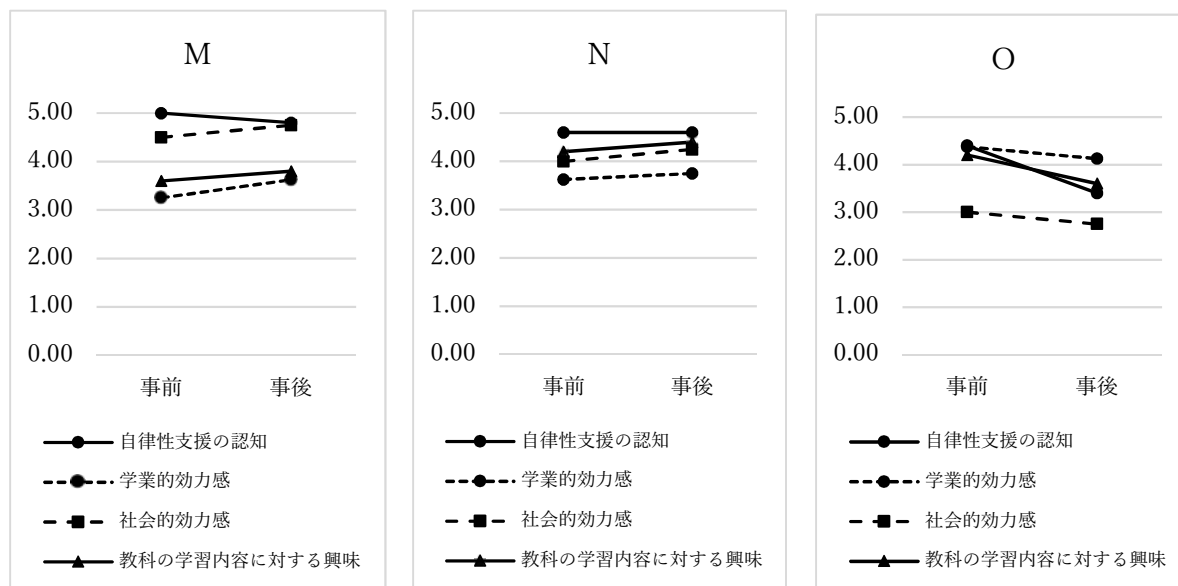 M
5.00
4.00
3.00
2.00
1.00
0.00
事前
事後
自律性支援の認知
学業的効力感
社会的効力感
教科の学習内容に対する興味
N
5.00
4.00
3.00
2.00
1.00
0.00
事前
事後
自律性支援の認知
学業的効力感
社会的効力感
教科の学習内容に対する興味
O
5.00
4.00
3.00
2.00
1.00
0.00
事前
事後
自律性支援の認知
学業的効力感
社会的効力感
教科の学習内容に対する興味